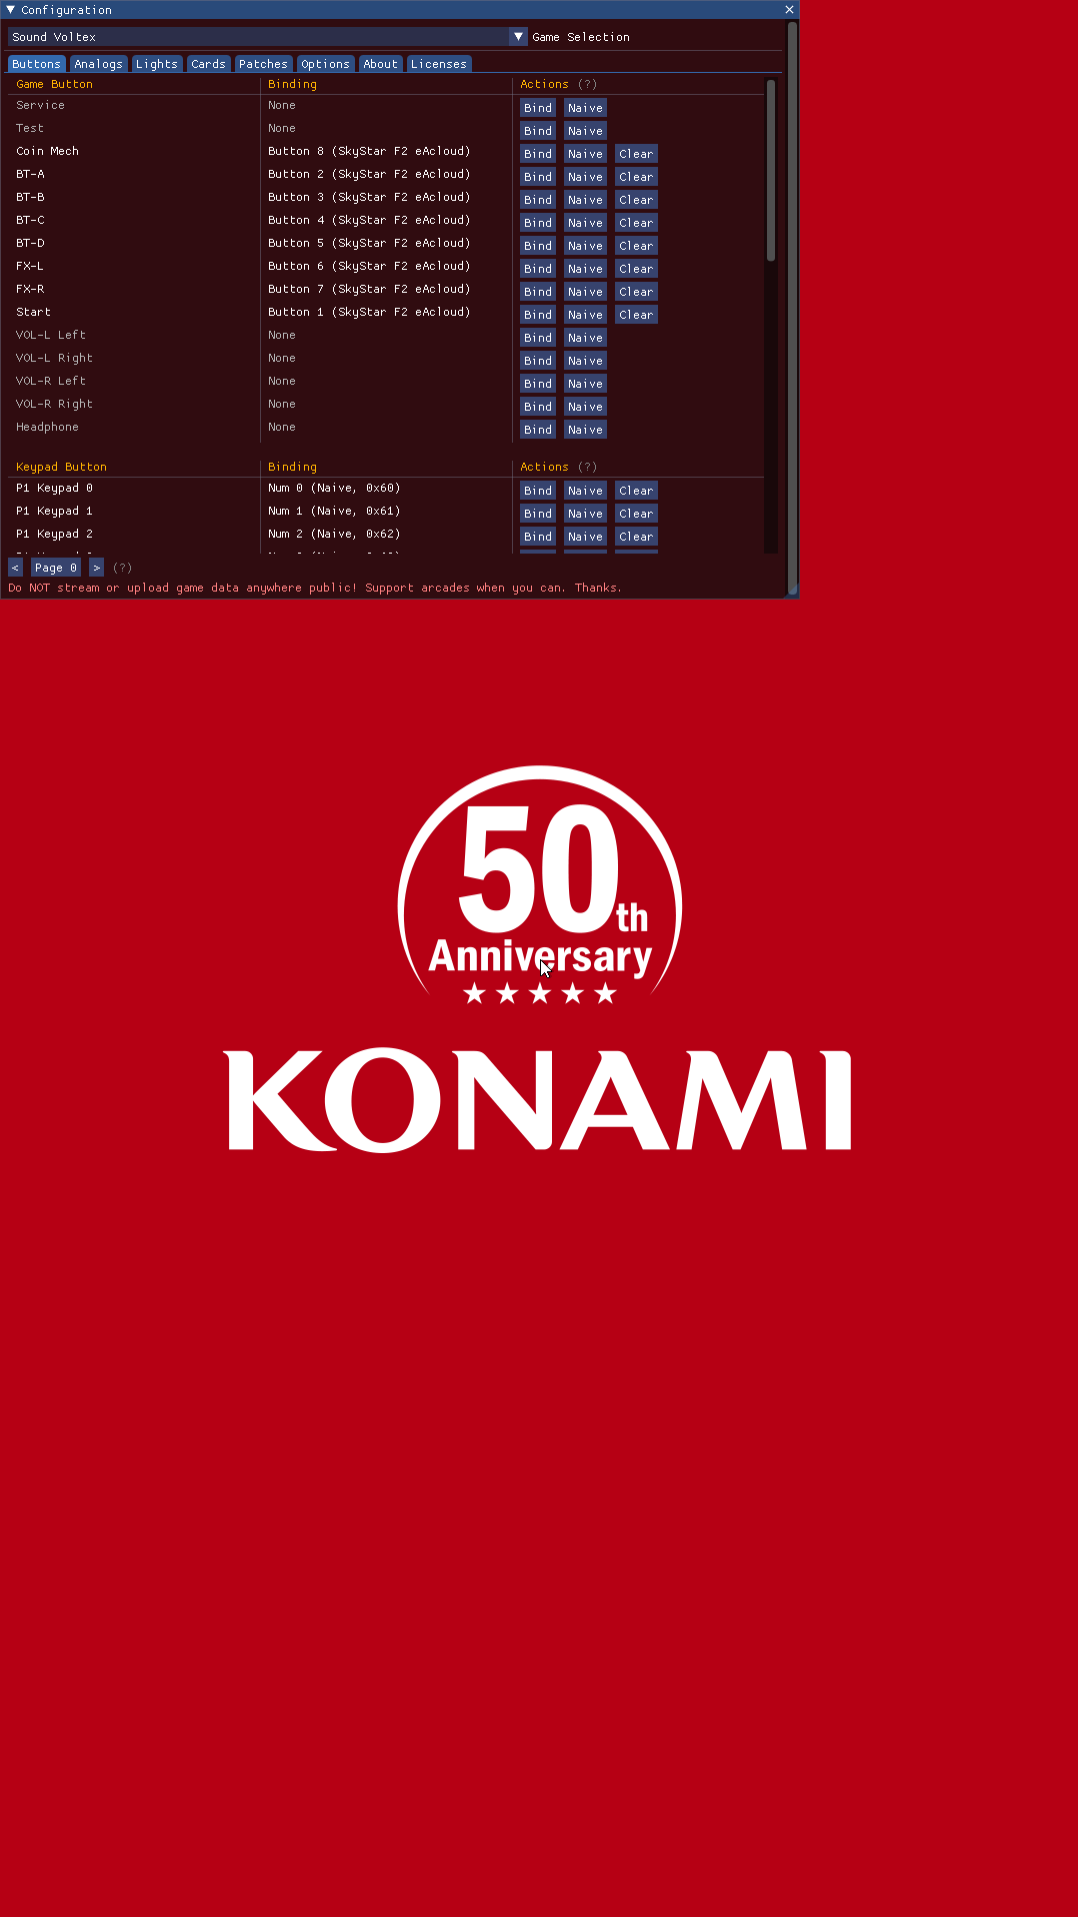 Configuration
Sound Voltex Game Selection
Buttons Analogs Lights Cards Patches Options About Licenses
Game Button Binding Actions (?)
Service None Bind Naive
Test None Bind Naive
Coin Mech Button 8 (SkyStar F2 eAcloud) Bind Naive Clear
BT-A Button 2 (SkyStar F2 eAcloud) Bind Naive Clear
BT-B Button 3 (SkyStar F2 eAcloud) Bind Naive Clear
BT-C Button 4 (SkyStar F2 eAcloud) Bind Naive Clear
BT-D Button 5 (SkyStar F2 eAcloud) Bind Naive Clear
FX-L Button 6 (SkyStar F2 eAcloud) Bind Naive Clear
FX-R Button 7 (SkyStar F2 eAcloud) Bind Naive Clear
Start Button 1 (SkyStar F2 eAcloud) Bind Naive Clear
VOL-L Left None Bind Naive
VOL-L Right None Bind Naive
VOL-R Left None Bind Naive
VOL-R Right None Bind Naive
Headphone None Bind Naive
Keypad Button Binding Actions (?)
P1 Keypad 0 Num 0 (Naive, 0x60) Bind Naive Clear
P1 Keypad 1 Num 1 (Naive, 0x61) Bind Naive Clear
P1 Keypad 2 Num 2 (Naive, 0x62) Bind Naive Clear
< Page 0 > (?)
Do NOT stream or upload game data anywhere public! Support arcades when you can. Thanks.
50th
Anniversary
KONAMI